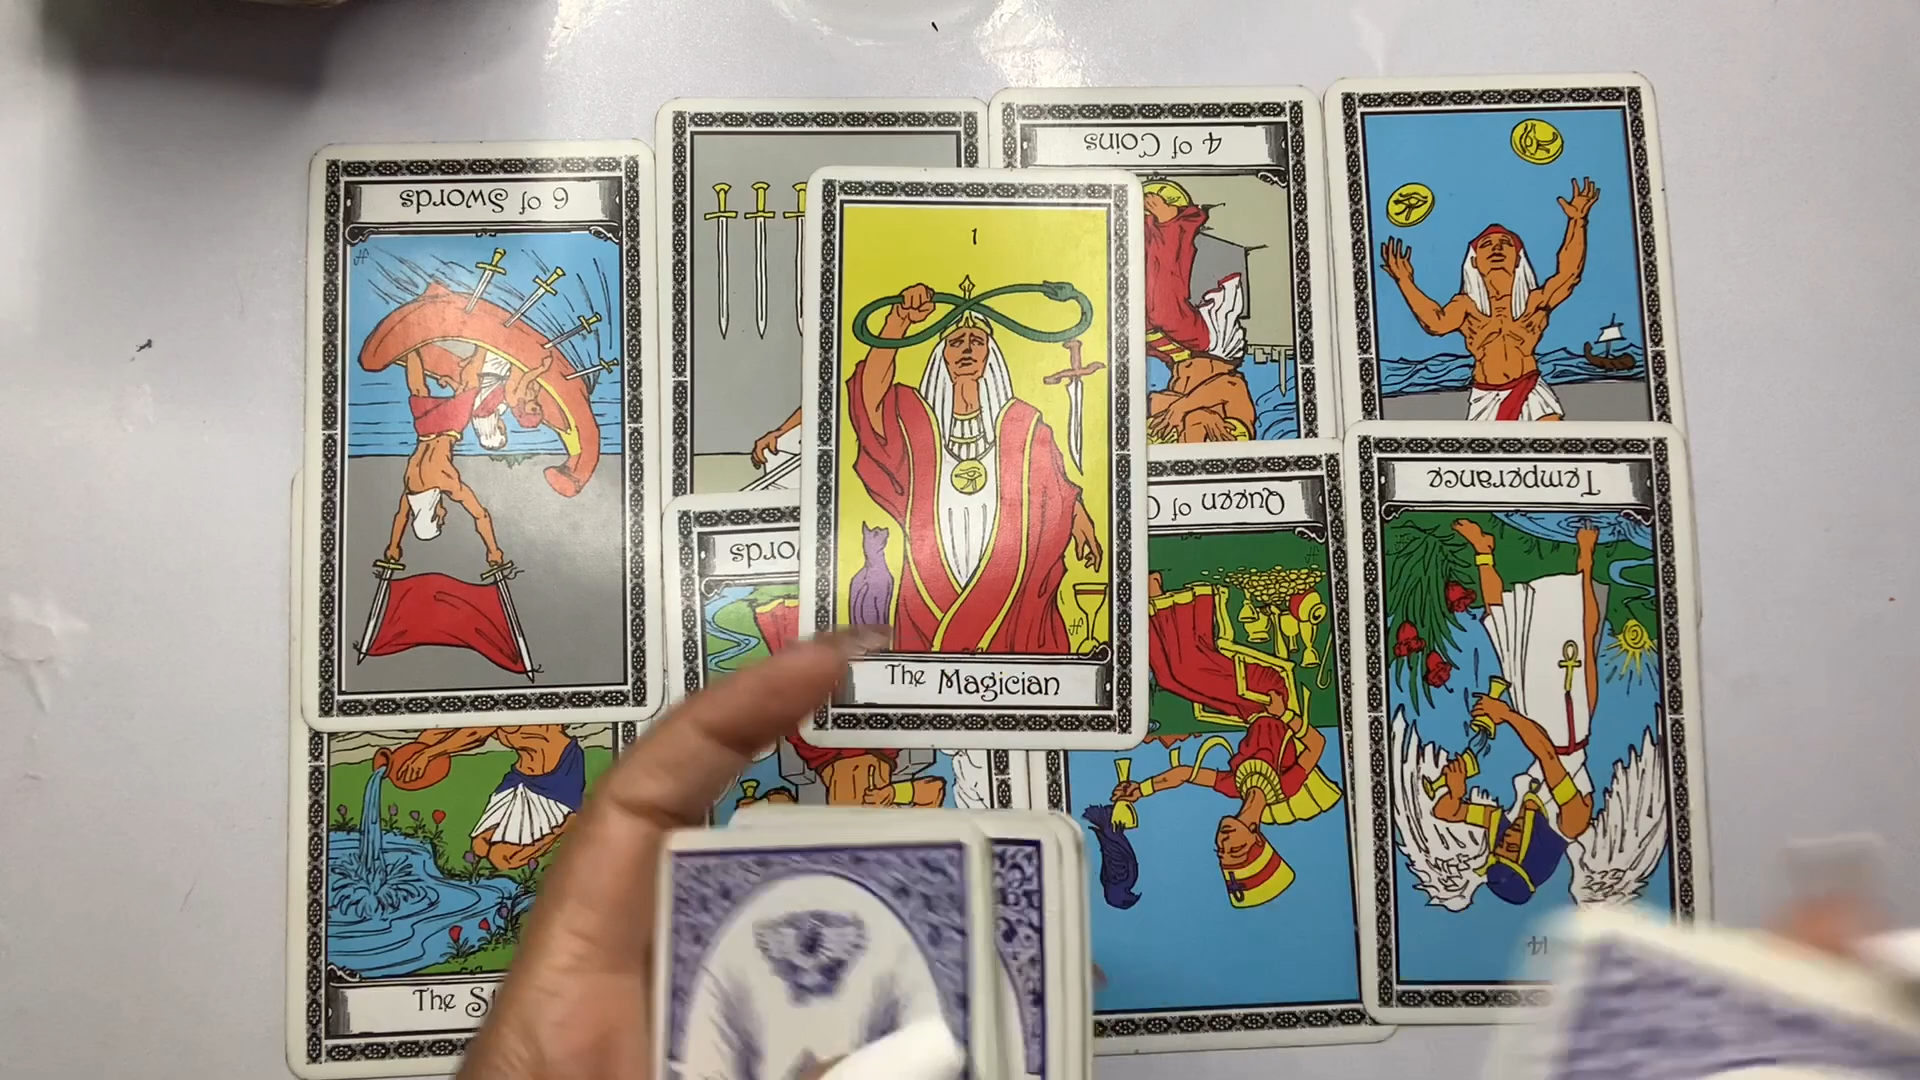 6 of Swords
4 of Coins
1
The Magician
Queen of
Temperance
14
The